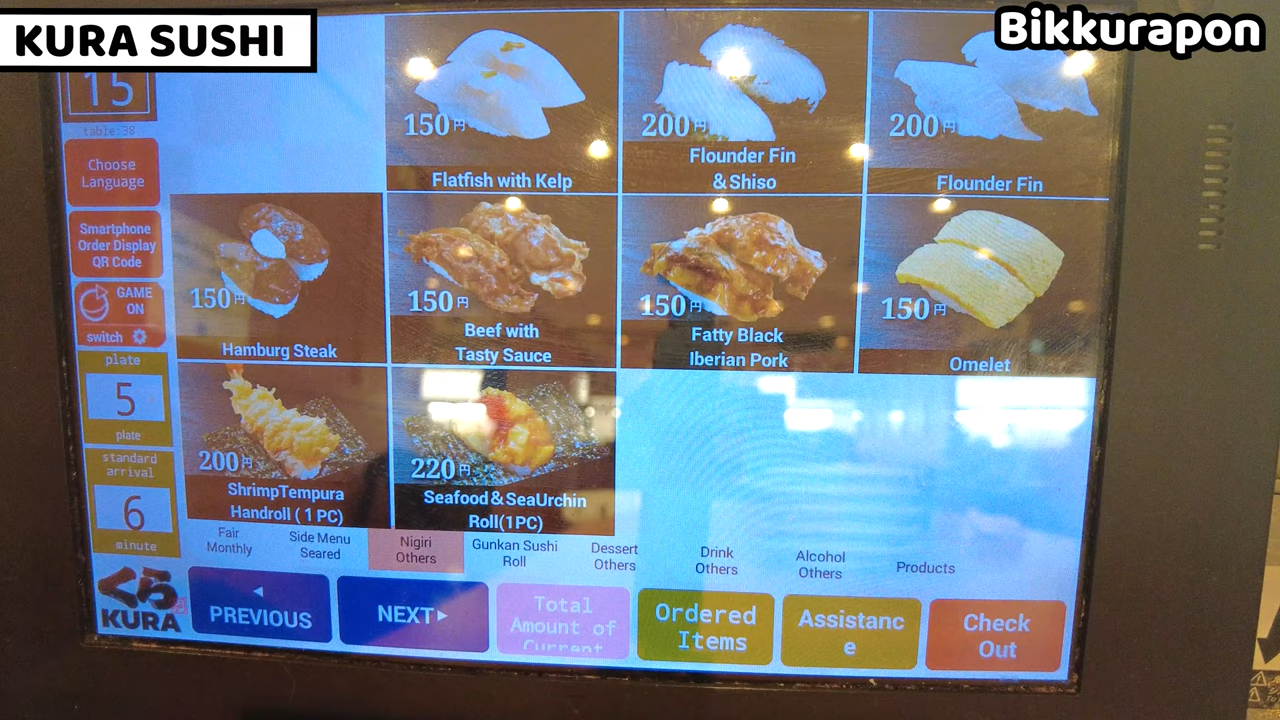 KURA SUSHI
Bikkurapon
15
table:38
Choose
Language
Smartphone
Order Display
QR Code
GAME
ON
switch
plate
5
plate
standard
arrival
6
minute
くら
KURA
150円
Flatfish with Kelp
200円
Flounder Fin
& Shiso
200円
Flounder Fin
150円
Hamburg Steak
150円
Beef with
Tasty Sauce
150円
Fatty Black
Iberian Pork
150円
Omelet
200円
ShrimpTempura
Handroll ( 1 PC)
220円
Seafood & SeaUrchin
Roll(1PC)
Fair
Monthly
Side Menu
Seared
Nigiri
Others
Gunkan Sushi
Roll
Dessert
Others
Drink
Others
Alcohol
Others
Products
◀
PREVIOUS
NEXT▶
Total
Amount of
Current
Ordered
Items
Assistanc
e
Check
Out